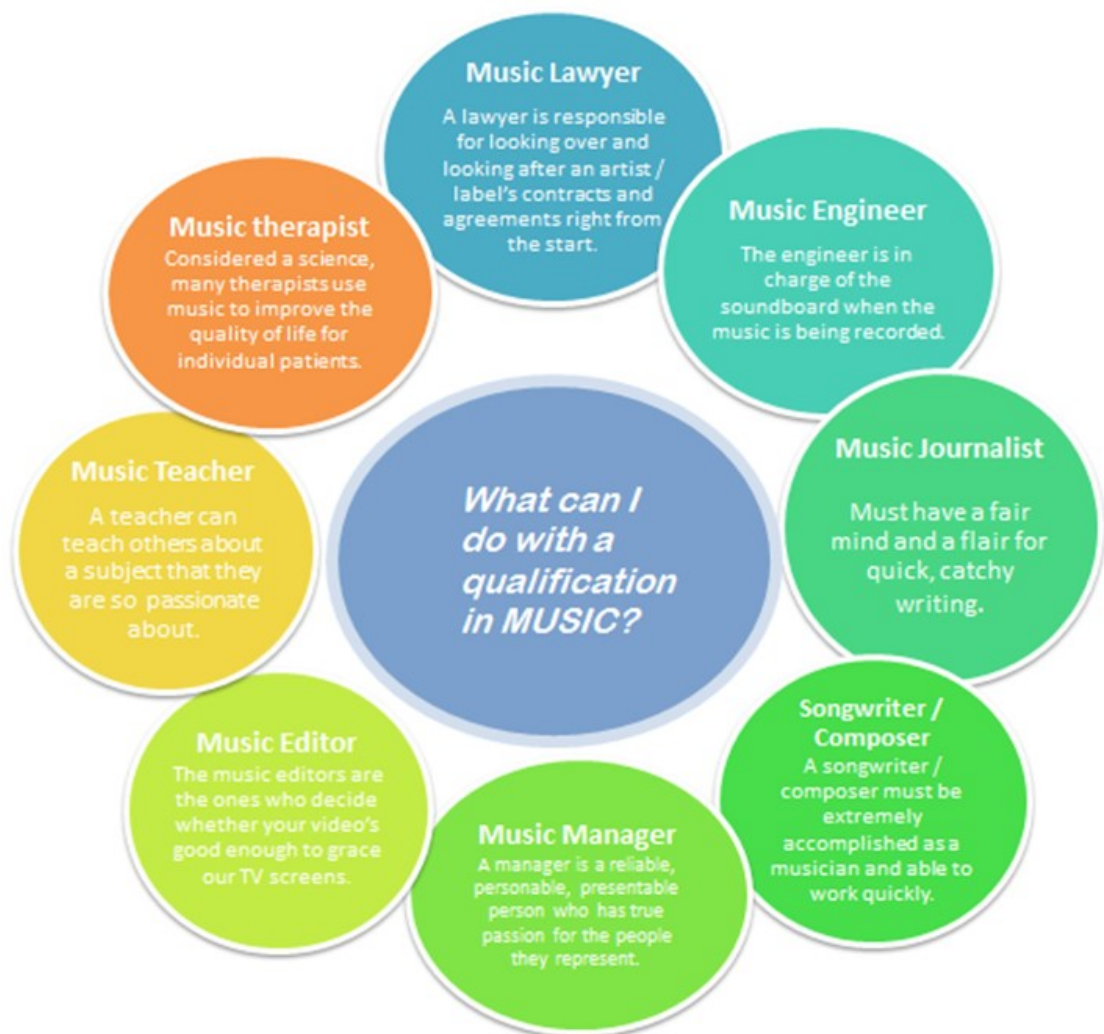 Music Lawyer
A lawyer is responsible
for looking over and
looking after an artist /
label's contracts and
agreements right from
the start.
Music Engineer
The engineer is in
charge of the
soundboard when the
music is being recorded.
Music Journalist
Must have a fair
mind and a flair for
quick, catchy
writing.
Songwriter /
Composer
A songwriter /
composer must be
extremely
accomplished as a
musician and able to
work quickly.
Music Manager
A manager is a reliable,
personable, presentable
person who has true
passion for the people
they represent.
Music Editor
The music editors are
the ones who decide
whether your video's
good enough to grace
our TV screens.
Music Teacher
A teacher can
teach others about
a subject that they
are so passionate
about.
Music therapist
Considered a science,
many therapists use
music to improve the
quality of life for
individual patients.
What can I
do with a
qualification
in MUSIC?